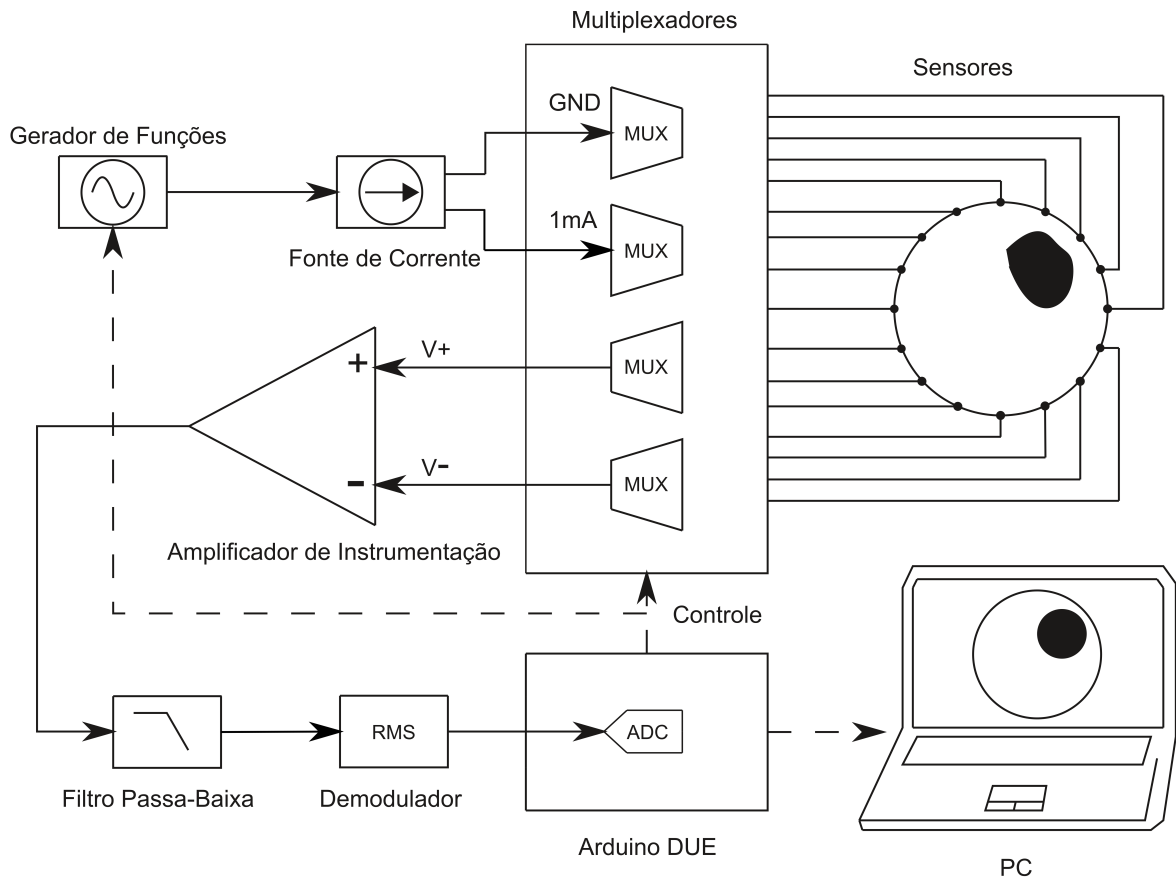 Multiplexadores
Sensores
Gerador de Funções
GND
MUX
1mA
MUX
Fonte de Corrente
V+
MUX
+
V-
MUX
-
Amplificador de Instrumentação
Controle
RMS
ADC
Filtro Passa-Baixa
Demodulador
Arduino DUE
PC